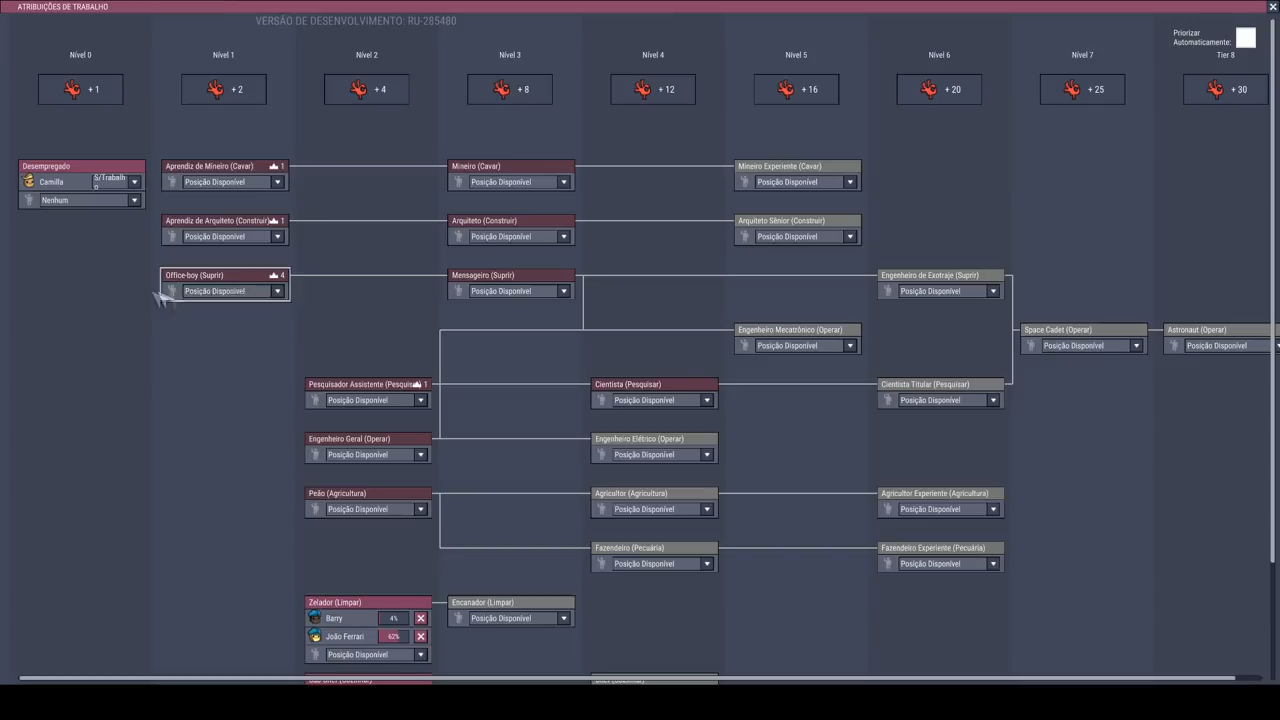 ATRIBUIÇÕES DE TRABALHO
VERSÃO DE DESENVOLVIMENTO: RU-285480
Priorizar
Automaticamente:
Nível 0
Nível 1
Nível 2
Nível 3
Nível 4
Nível 5
Nível 6
Nível 7
Tier 8
+ 1
+ 2
+ 4
+ 8
+ 12
+ 16
+ 20
+ 25
+ 30
Desempregado
Camilla
S/Trabalh
o
Nenhum
Aprendiz de Mineiro (Cavar) 1
Posição Disponível
Mineiro (Cavar)
Posição Disponível
Mineiro Experiente (Cavar)
Posição Disponível
Aprendiz de Arquiteto (Construir) 1
Posição Disponível
Arquiteto (Construir)
Posição Disponível
Arquiteto Sênior (Construir)
Posição Disponível
Office-boy (Suprir) 4
Posição Disponível
Mensageiro (Suprir)
Posição Disponível
Engenheiro de Exotraje (Suprir)
Posição Disponível
Engenheiro Mecatrônico (Operar)
Posição Disponível
Space Cadet (Operar)
Posição Disponível
Astronaut (Operar)
Posição Disponível
Pesquisador Assistente (Pesquisar 1
Posição Disponível
Cientista (Pesquisar)
Posição Disponível
Cientista Titular (Pesquisar)
Posição Disponível
Engenheiro Geral (Operar)
Posição Disponível
Engenheiro Elétrico (Operar)
Posição Disponível
Peão (Agricultura)
Posição Disponível
Agricultor (Agricultura)
Posição Disponível
Agricultor Experiente (Agricultura)
Posição Disponível
Fazendeiro (Pecuária)
Posição Disponível
Fazendeiro Experiente (Pecuária)
Posição Disponível
Zelador (Limpar)
Barry 4%
João Ferrari 62%
Posição Disponível
Encanador (Limpar)
Posição Disponível